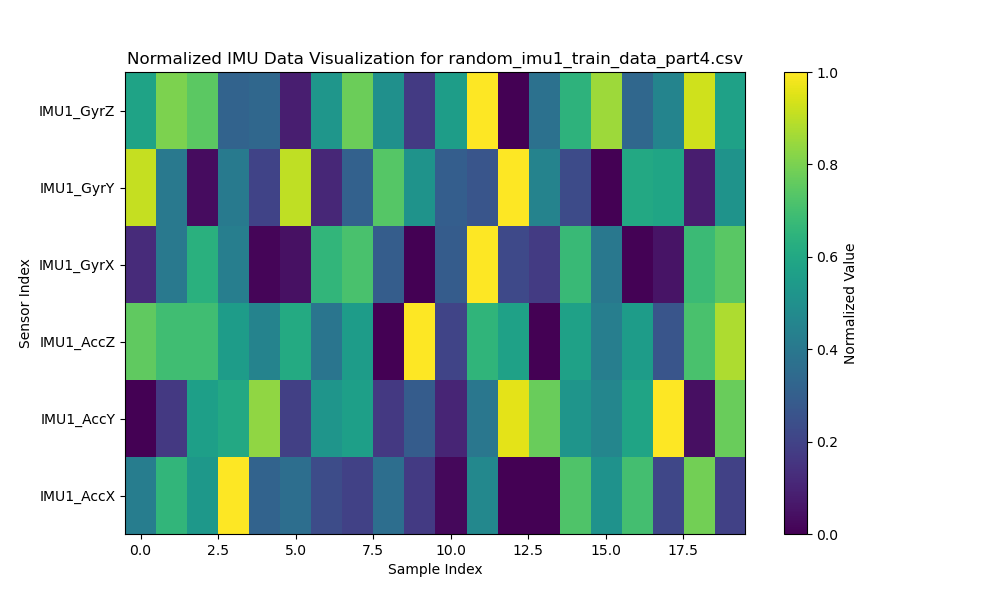 Normalized IMU Data Visualization for random_imu1_train_data_part4.csv
IMU1_GyrZ
IMU1_GyrY
IMU1_GyrX
IMU1_AccZ
IMU1_AccY
IMU1_AccX
Sensor Index
0.0 2.5 5.0 7.5 10.0 12.5 15.0 17.5
Sample Index
1.0
0.8
0.6
0.4
0.2
0.0
Normalized Value